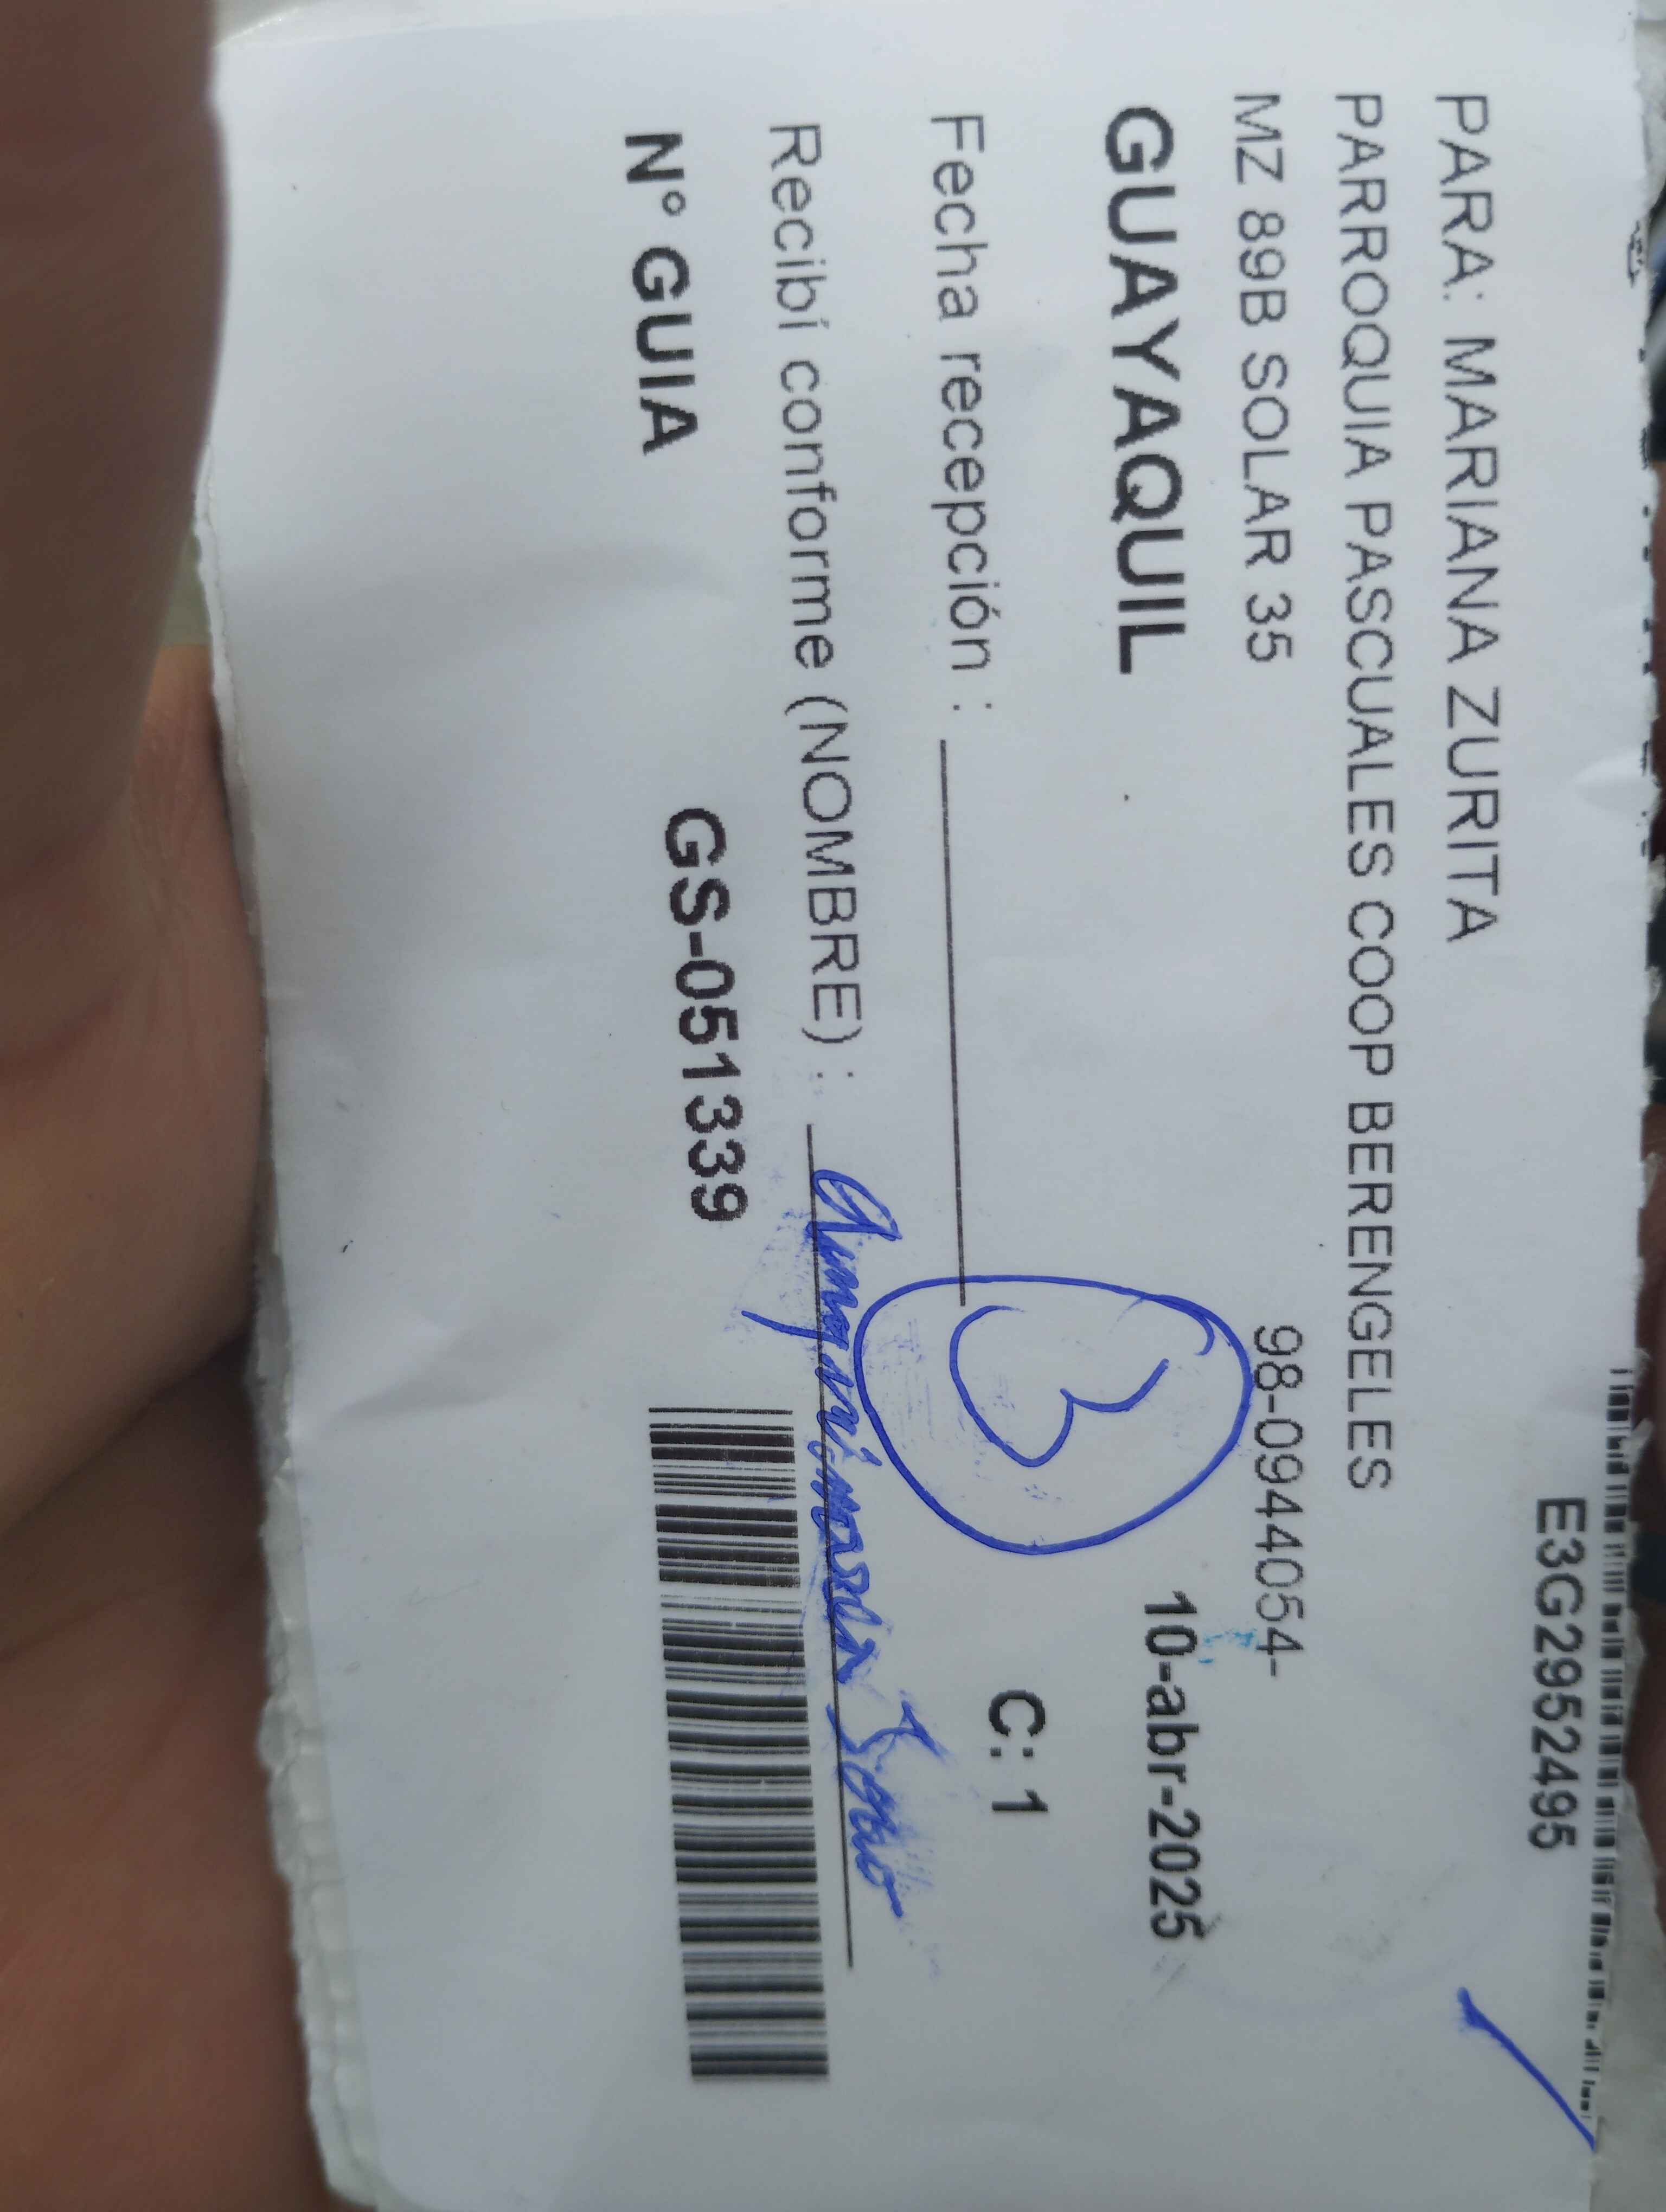 E3G2952495
PARA: MARIANA ZURITA
PARROQUIA PASCUALES COOP BERENGELES
MZ 89B SOLAR 35 98-0944054-
GUAYAQUIL 10-abr-2025
3
Fecha recepción : C: 1
Recibí conforme (NOMBRE) :
N° GUIA GS-051339